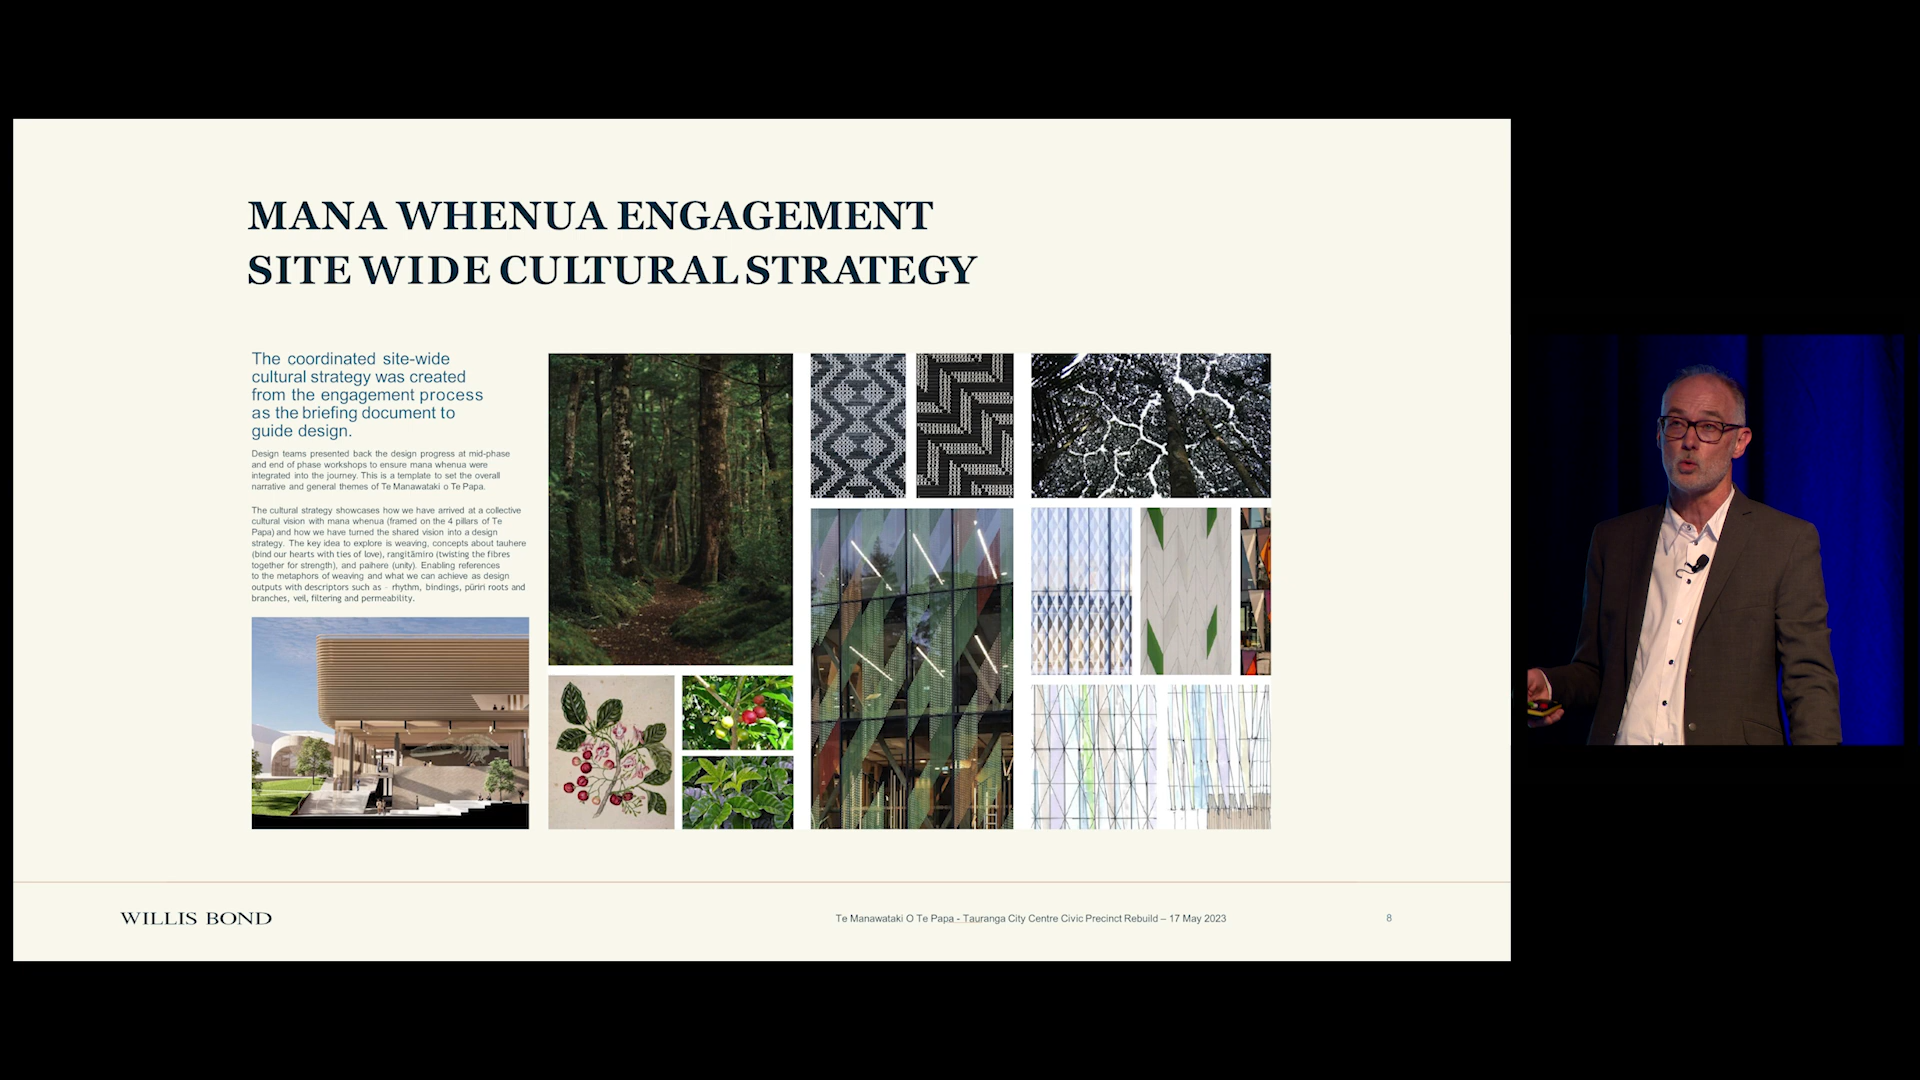 MANA WHENUA ENGAGEMENT
SITE WIDE CULTURAL STRATEGY
The coordinated site-wide
cultural strategy was created
from the engagement process
as the briefing document to
guide design.
Design teams presented back the design progress at mid-phase
and end of phase workshops to ensure mana whenua were
integrated into the journey. This is a template to set the overall
narrative and general themes of Te Manawataki o Te Papa.
The cultural strategy showcases how we have arrived at a collective
cultural vision with mana whenua (framed on the 4 pillars of Te
Papa) and how we have turned the shared vision into a design
strategy. The key idea to explore is weaving, concepts about tauhere
(bind our hearts with ties of love), rangitāmiro (twisting the fibres
together for strength), and paihere (unity). Enabling references
to the metaphors of weaving and what we can achieve as design
outputs with descriptors such as - rhythm, bindings, pūriri roots and
branches, veil, filtering and permeability.
WILLIS BOND
Te Manawataki O Te Papa - Tauranga City Centre Civic Precinct Rebuild – 17 May 2023
8